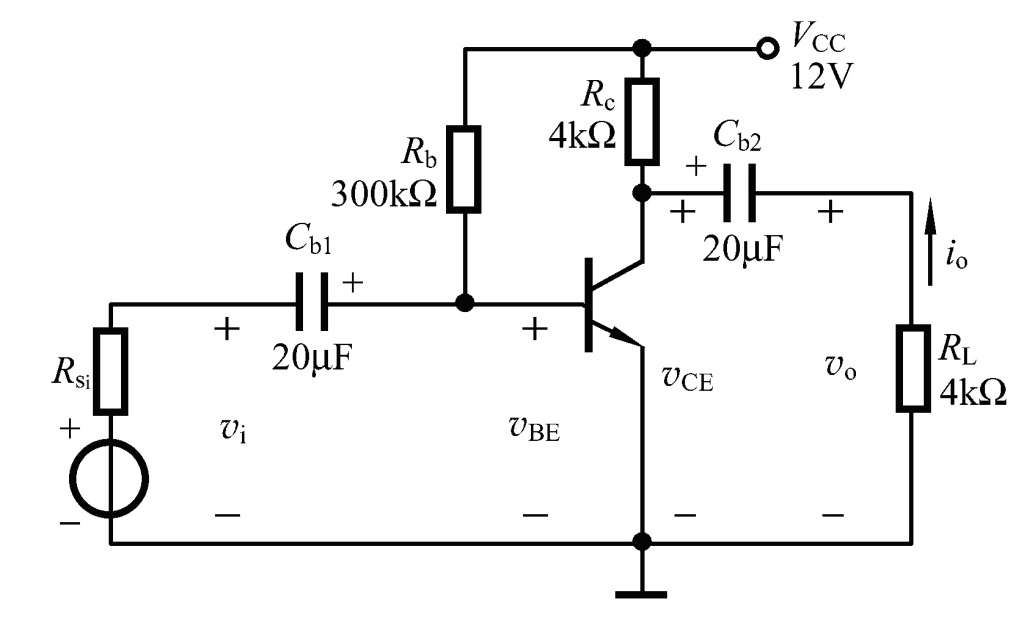 V_CC
12V
R_c
4kΩ
C_b2
+
R_b
300kΩ
+
+
20μF
i_o
C_b1
+
+
20μF
+
R_si
+
v_i
v_BE
v_CE
v_o
R_L
4kΩ
−
−
−
−
−